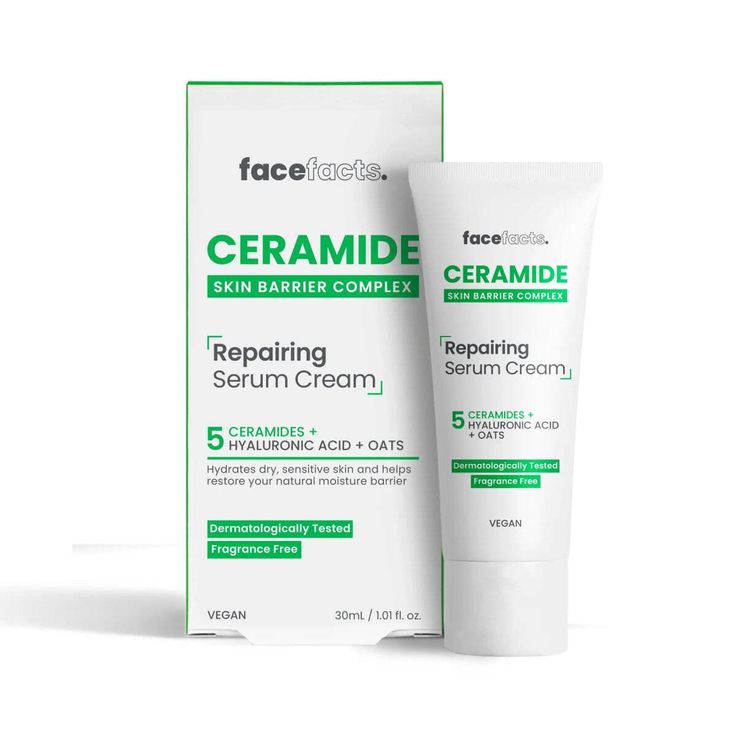 facefacts.
CERAMIDE
SKIN BARRIER COMPLEX
Repairing
Serum Cream
5 CERAMIDES +
HYALURONIC ACID + OATS
Hydrates dry, sensitive skin and helps
restore your natural moisture barrier
Dermatologically Tested
Fragrance Free
VEGAN 30mL / 1.01 fl. oz.
facefacts.
CERAMIDE
SKIN BARRIER COMPLEX
Repairing
Serum Cream
5 CERAMIDES +
HYALURONIC ACID
+ OATS
Dermatologically Tested
Fragrance Free
VEGAN